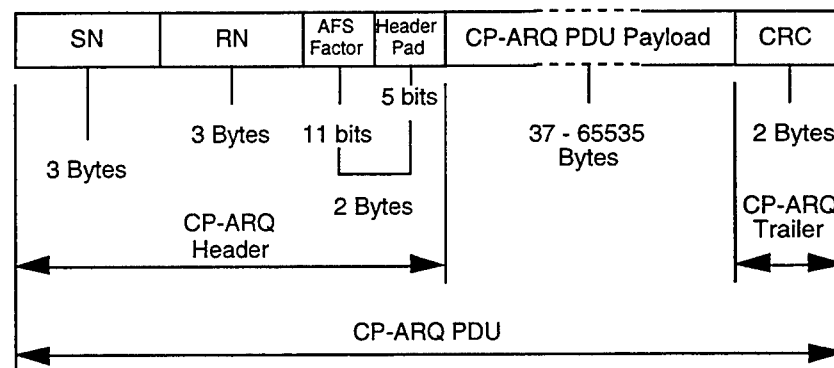 SN
RN
AFS
Factor
Header
Pad
CP-ARQ PDU Payload
CRC
3 Bytes
3 Bytes
11 bits
5 bits
2 Bytes
37 - 65535
Bytes
2 Bytes
CP-ARQ
Header
CP-ARQ
Trailer
CP-ARQ PDU